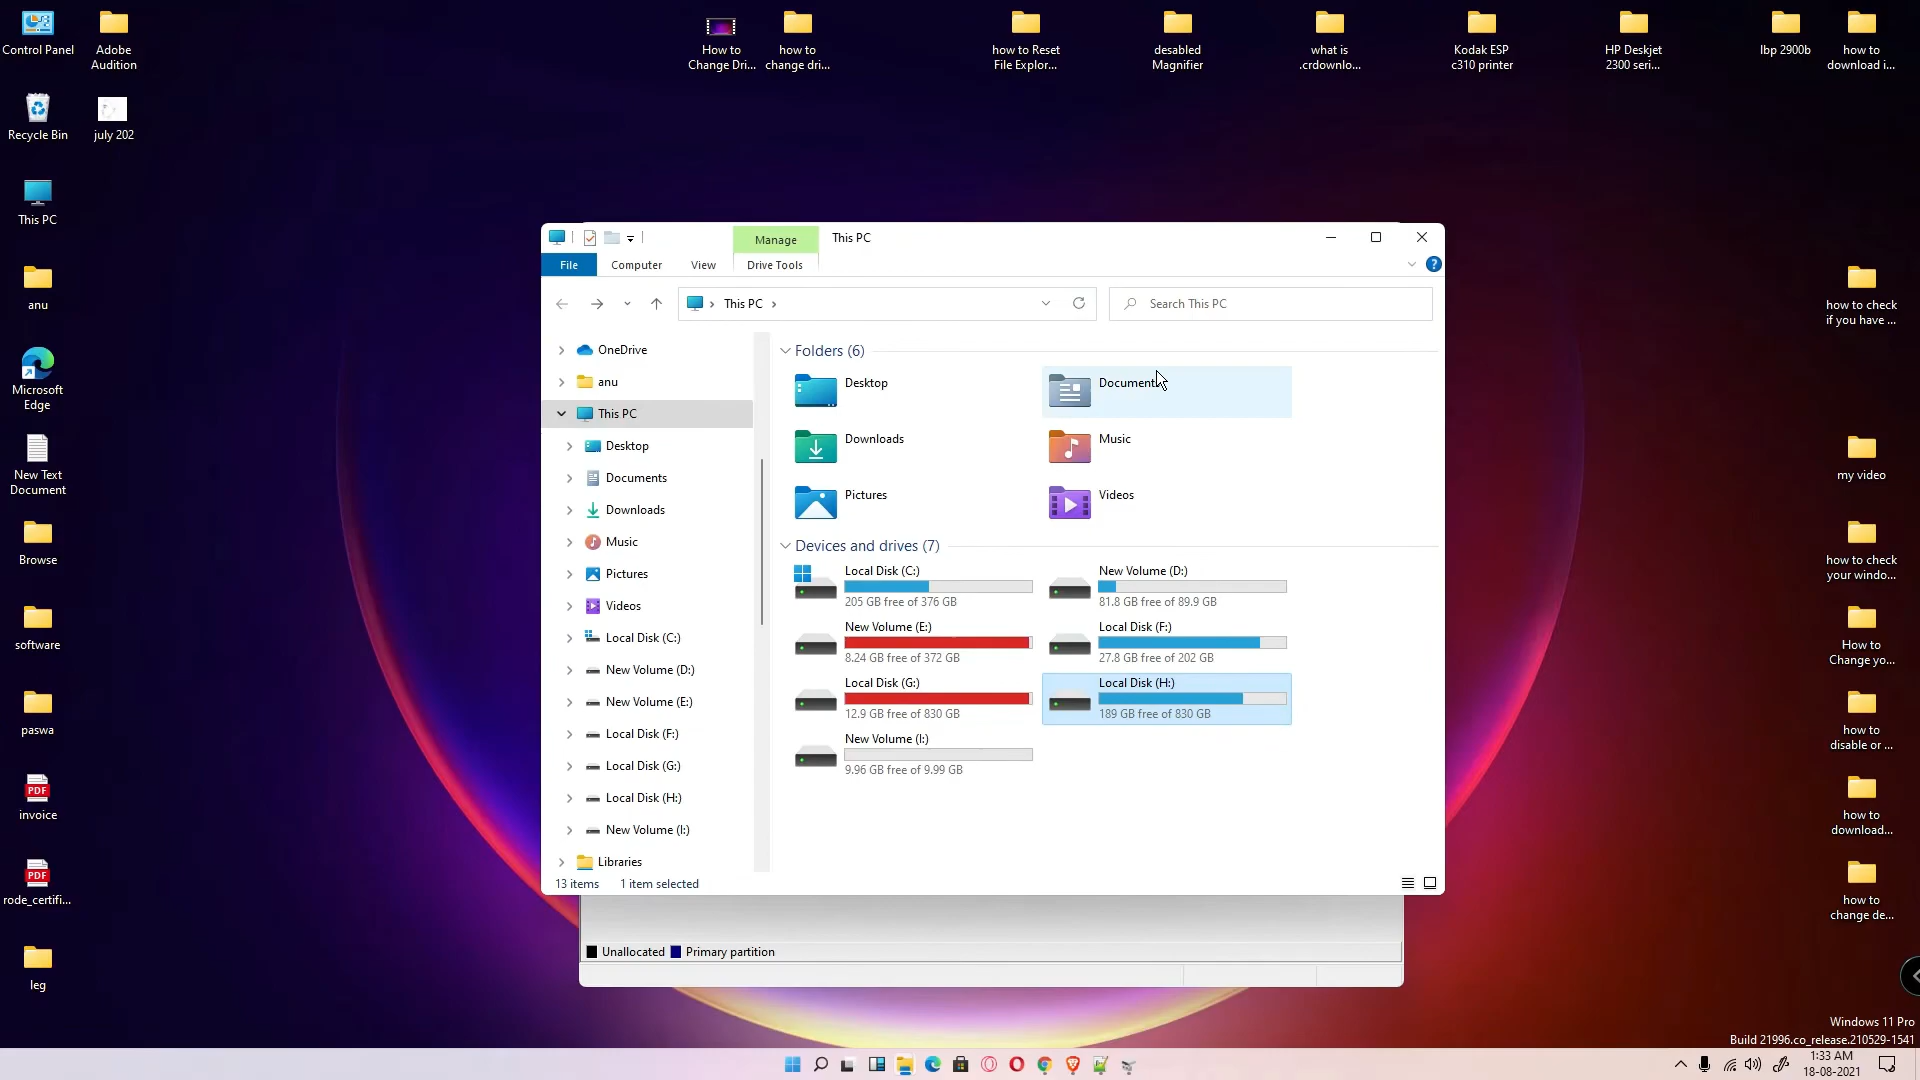 Control Panel
Adobe
Audition
How to
Change Dri...
how to
change dri...
how to Reset
File Explor...
desabled
Magnifier
what is
.crdownlo...
Kodak ESP
c310 printer
HP Deskjet
2300 seri...
lbp 2900b
how to
download i...
Recycle Bin
july 202
This PC
anu
Microsoft
Edge
New Text
Document
Browse
software
paswa
PDF
invoice
PDF
rode_certifi...
leg
Manage
This PC
File
Computer
View
Drive Tools
?
This PC
Search This PC
OneDrive
anu
This PC
Desktop
Documents
Downloads
Music
Pictures
Videos
Local Disk (C:)
New Volume (D:)
New Volume (E:)
Local Disk (F:)
Local Disk (G:)
Local Disk (H:)
New Volume (I:)
Libraries
Folders (6)
Desktop
Documents
Downloads
Music
Pictures
Videos
Devices and drives (7)
Local Disk (C:)
205 GB free of 376 GB
New Volume (D:)
81.8 GB free of 89.9 GB
New Volume (E:)
8.24 GB free of 372 GB
Local Disk (F:)
27.8 GB free of 202 GB
Local Disk (G:)
12.9 GB free of 830 GB
Local Disk (H:)
189 GB free of 830 GB
New Volume (I:)
9.96 GB free of 9.99 GB
13 items
1 item selected
Unallocated
Primary partition
how to check
if you have ...
my video
how to check
your windo...
How to
Change yo...
how to
disable or ...
how to
download...
how to
change de...
Windows 11 Pro
Build 21996.co_release.210529-1541
1:33 AM
18-08-2021